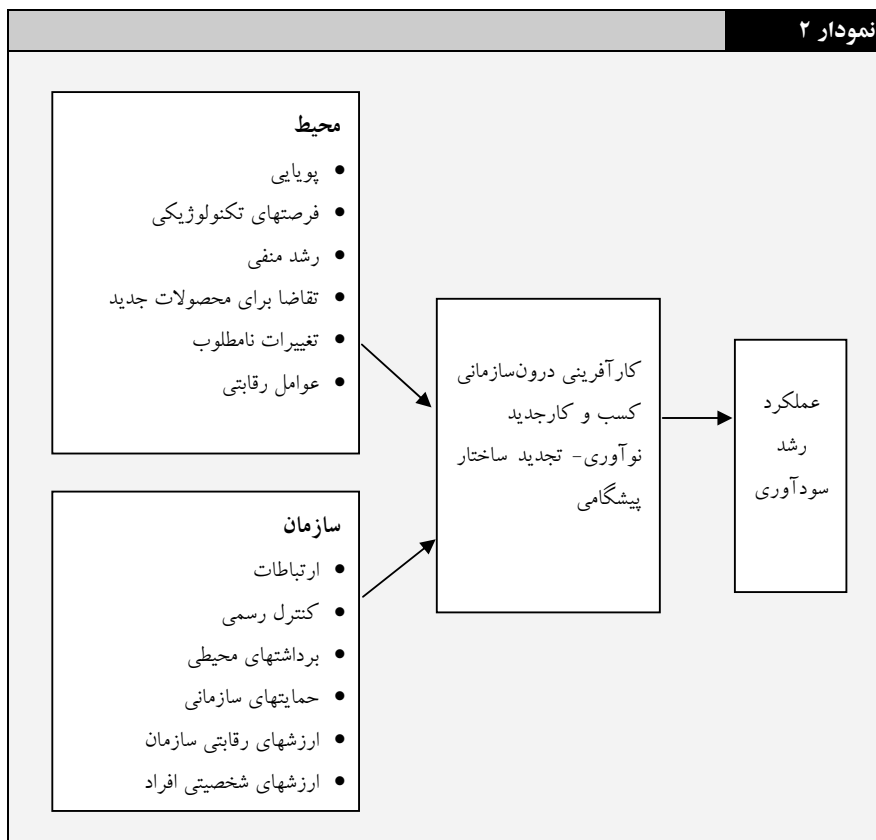 نمودار ۲
محیط
• پویایی
• فرصتهای تکنولوژیکی
• رشد منفی
• تقاضا برای محصولات جدید
• تغییرات نامطلوب
• عوامل رقابتی
سازمان
• ارتباطات
• کنترل رسمی
• برداشتهای محیطی
• حمایتهای سازمانی
• ارزشهای رقابتی سازمان
• ارزشهای شخصیتی افراد
کارآفرینی درون‌سازمانی
کسب و کارجدید
نوآوری- تجدید ساختار
پیشگامی
عملکرد
رشد
سودآوری